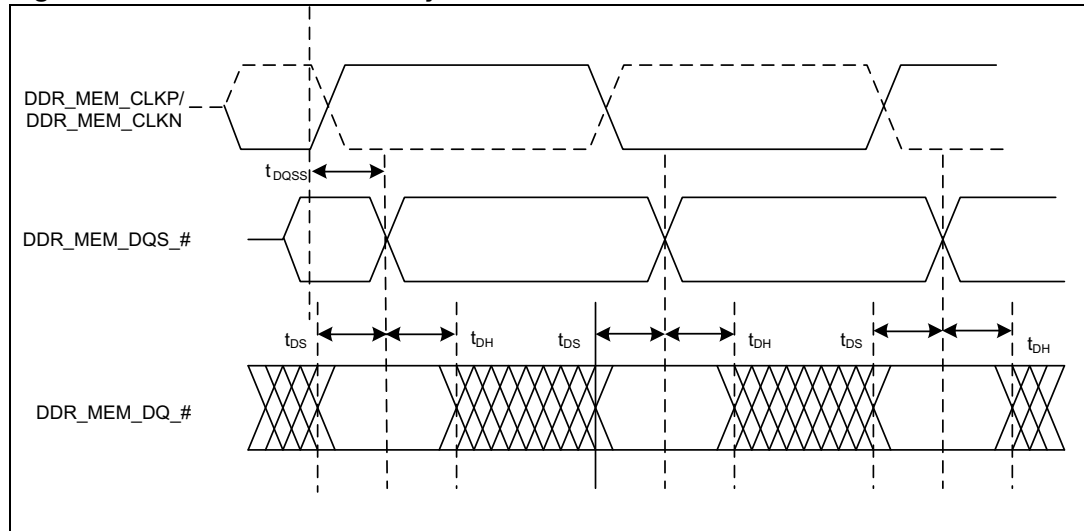 DDR_MEM_CLKP/
DDR_MEM_CLKN
tDQSS
DDR_MEM_DQS_#
tDS
tDH
tDS
tDH
tDS
tDH
DDR_MEM_DQ_#